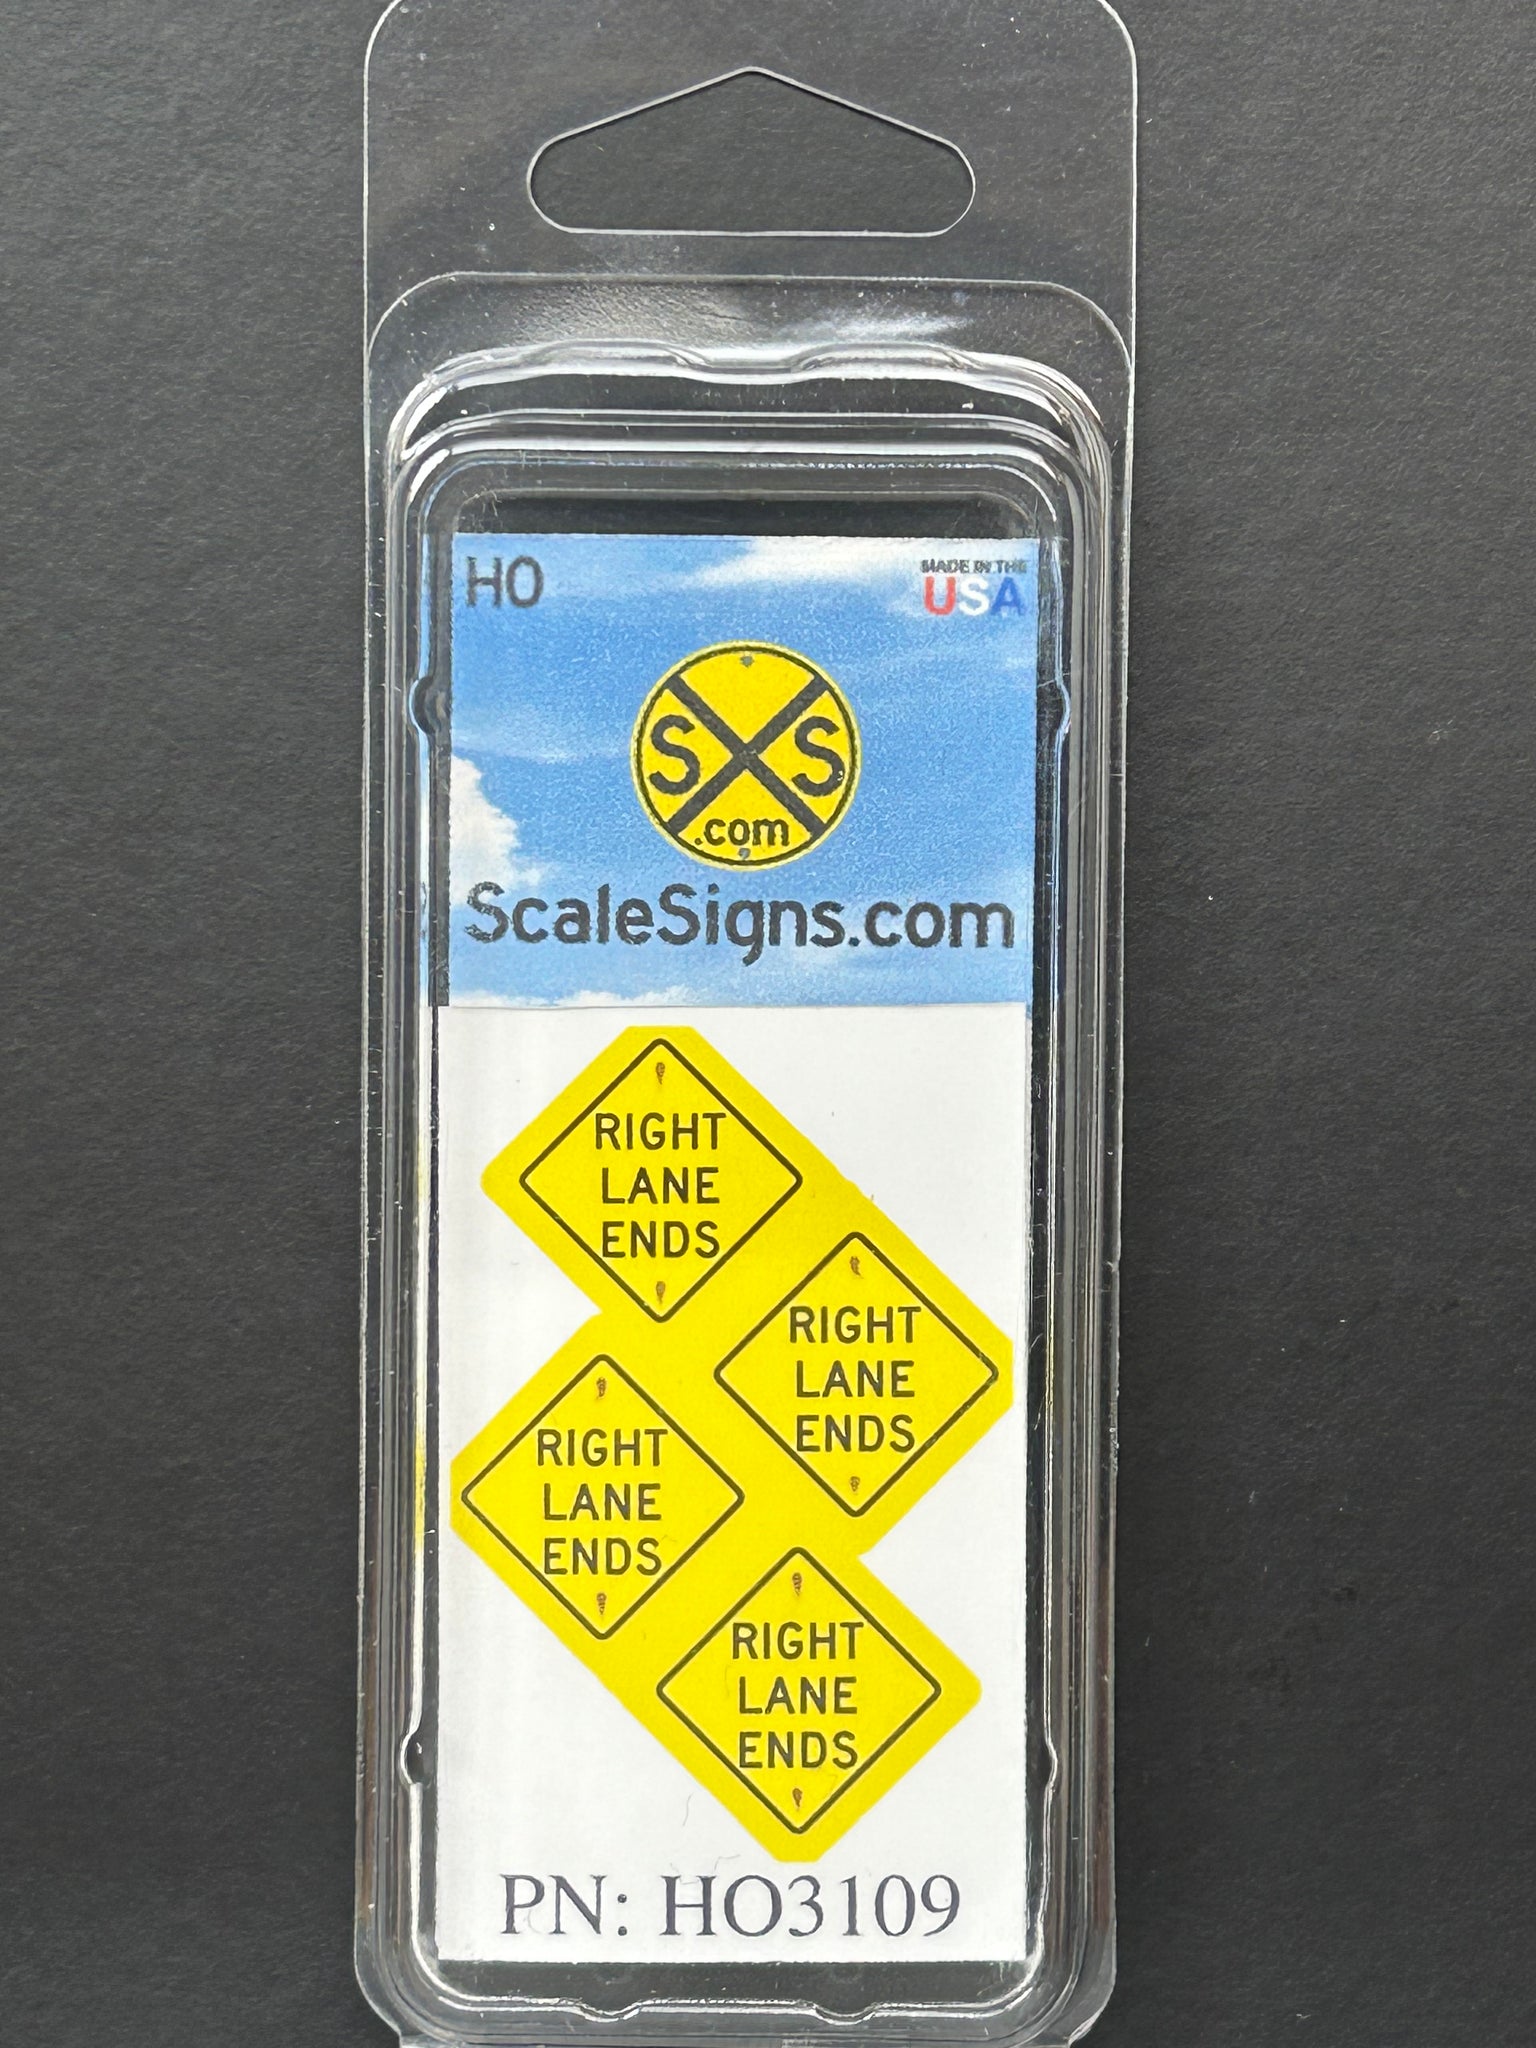 HO
MADE IN THE
USA
S S
.com
ScaleSigns.com
RIGHT
LANE
ENDS
RIGHT
LANE
ENDS
RIGHT
LANE
ENDS
RIGHT
LANE
ENDS
PN: HO3109